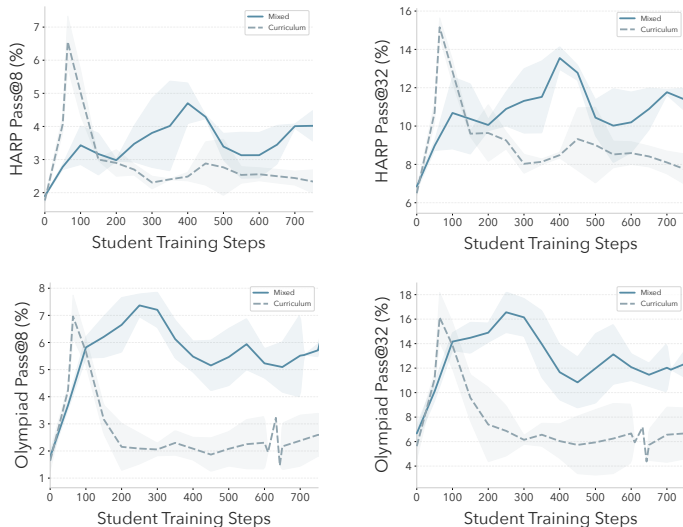 HARP Pass@8 (%)
7
6
5
4
3
2
0 100 200 300 400 500 600 700
Student Training Steps
Mixed
Curriculum
HARP Pass@32 (%)
16
14
12
10
8
6
0 100 200 300 400 500 600 700
Student Training Steps
Mixed
Curriculum
Olympiad Pass@8 (%)
8
7
6
5
4
3
2
1
0 100 200 300 400 500 600 700
Student Training Steps
Mixed
Curriculum
Olympiad Pass@32 (%)
18
16
14
12
10
8
6
4
0 100 200 300 400 500 600 700
Student Training Steps
Mixed
Curriculum